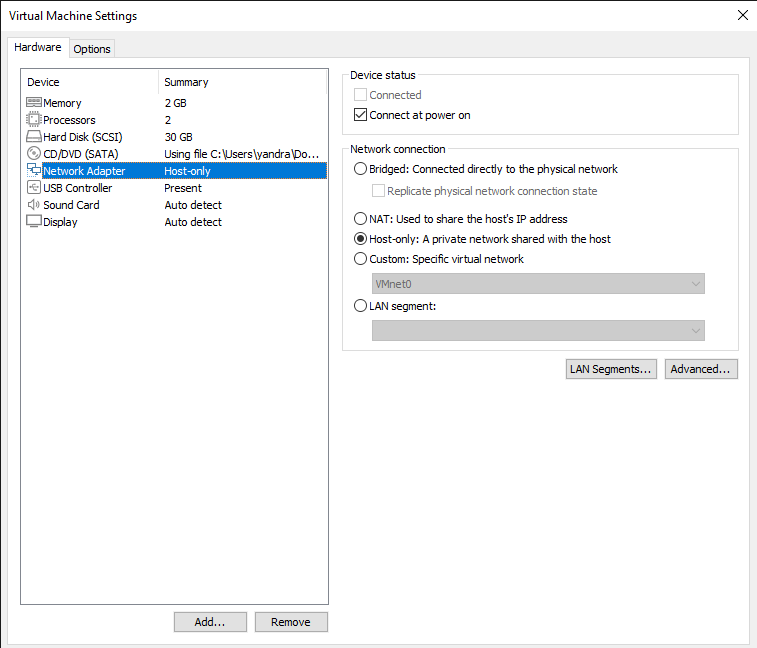 Virtual Machine Settings
Hardware
Options
Device Summary
Memory 2 GB
Processors 2
Hard Disk (SCSI) 30 GB
CD/DVD (SATA) Using file C:\Users\yandra\Do...
Network Adapter Host-only
USB Controller Present
Sound Card Auto detect
Display Auto detect
Add...
Remove
Device status
Connected
Connect at power on
Network connection
Bridged: Connected directly to the physical network
Replicate physical network connection state
NAT: Used to share the host's IP address
Host-only: A private network shared with the host
Custom: Specific virtual network
VMnet0
LAN segment:
LAN Segments...
Advanced...